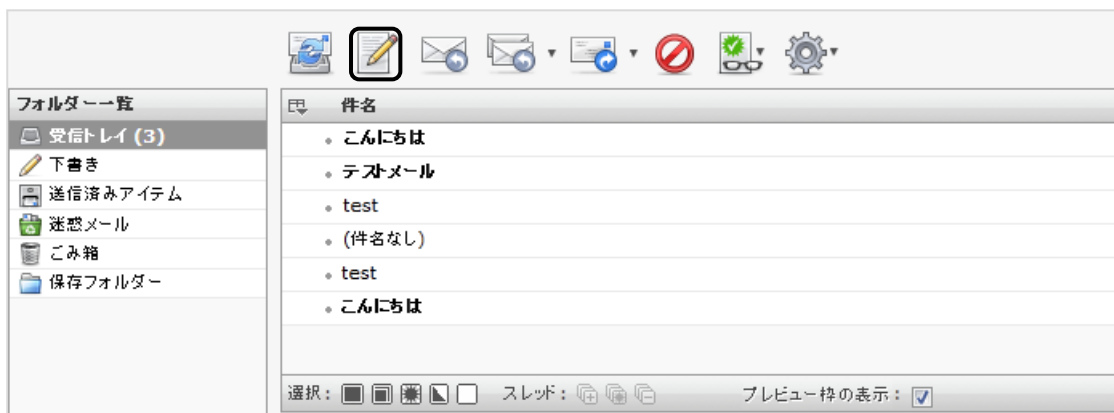 フォルダー一覧
件名
受信トレイ (3)
下書き
送信済みアイテム
迷惑メール
ごみ箱
保存フォルダー
こんにちは
テストメール
test
(件名なし)
test
こんにちは
選択: スレッド: プレビュー枠の表示: